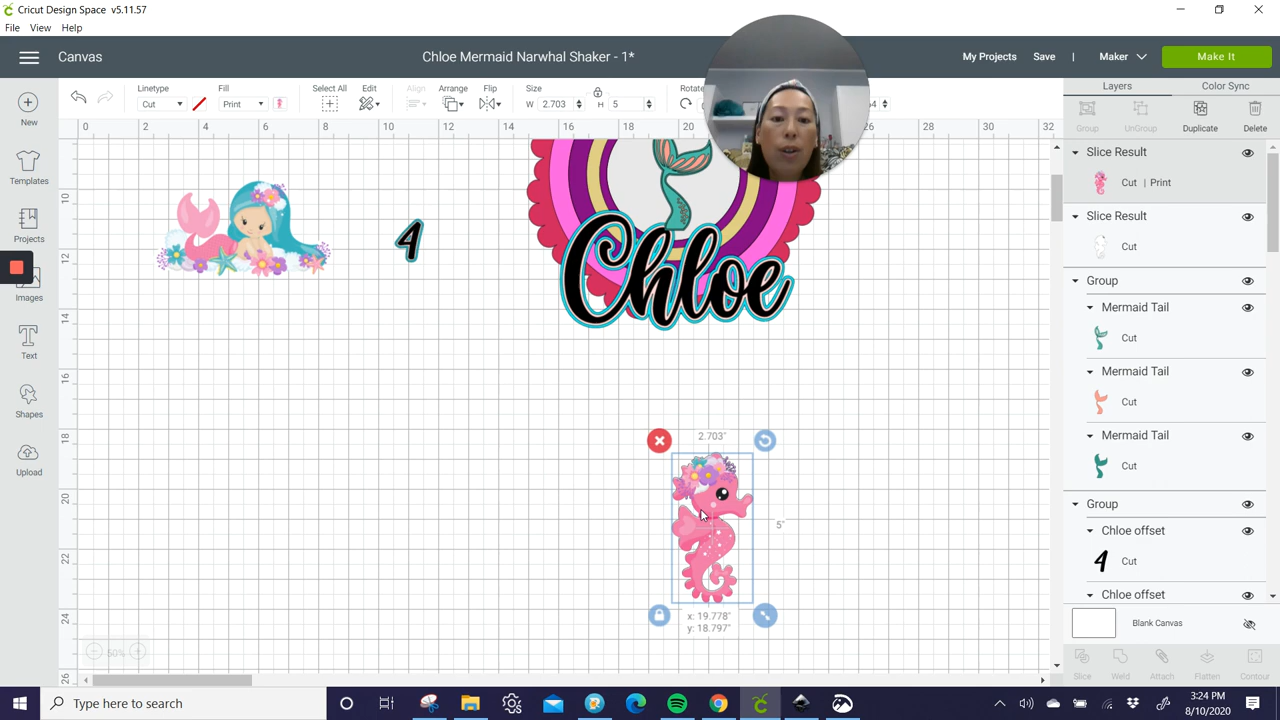 Cricut Design Space v5.11.57
File View Help
Canvas
Chloe Mermaid Narwhal Shaker - 1*
My Projects Save | Maker Make It
Linetype Fill Select All Edit Align Arrange Flip Size Rotate
Cut Print W 2.703 H 5 64
Layers Color Sync
Group UnGroup Duplicate Delete
0 2 4 6 8 10 12 14 16 18 20 26 28 30 32
10
12
14
16
18
20
22
24
26
New
Templates
Projects
Images
Text
Shapes
Upload
4
Chloe
2.703"
5"
x: 19.778"
y: 18.797"
50%
Slice Result
Cut | Print
Slice Result
Cut
Group
Mermaid Tail
Cut
Mermaid Tail
Cut
Mermaid Tail
Cut
Group
Chloe offset
4 Cut
Chloe offset
Blank Canvas
Slice Weld Attach Flatten Contour
Type here to search
3:24 PM
8/10/2020